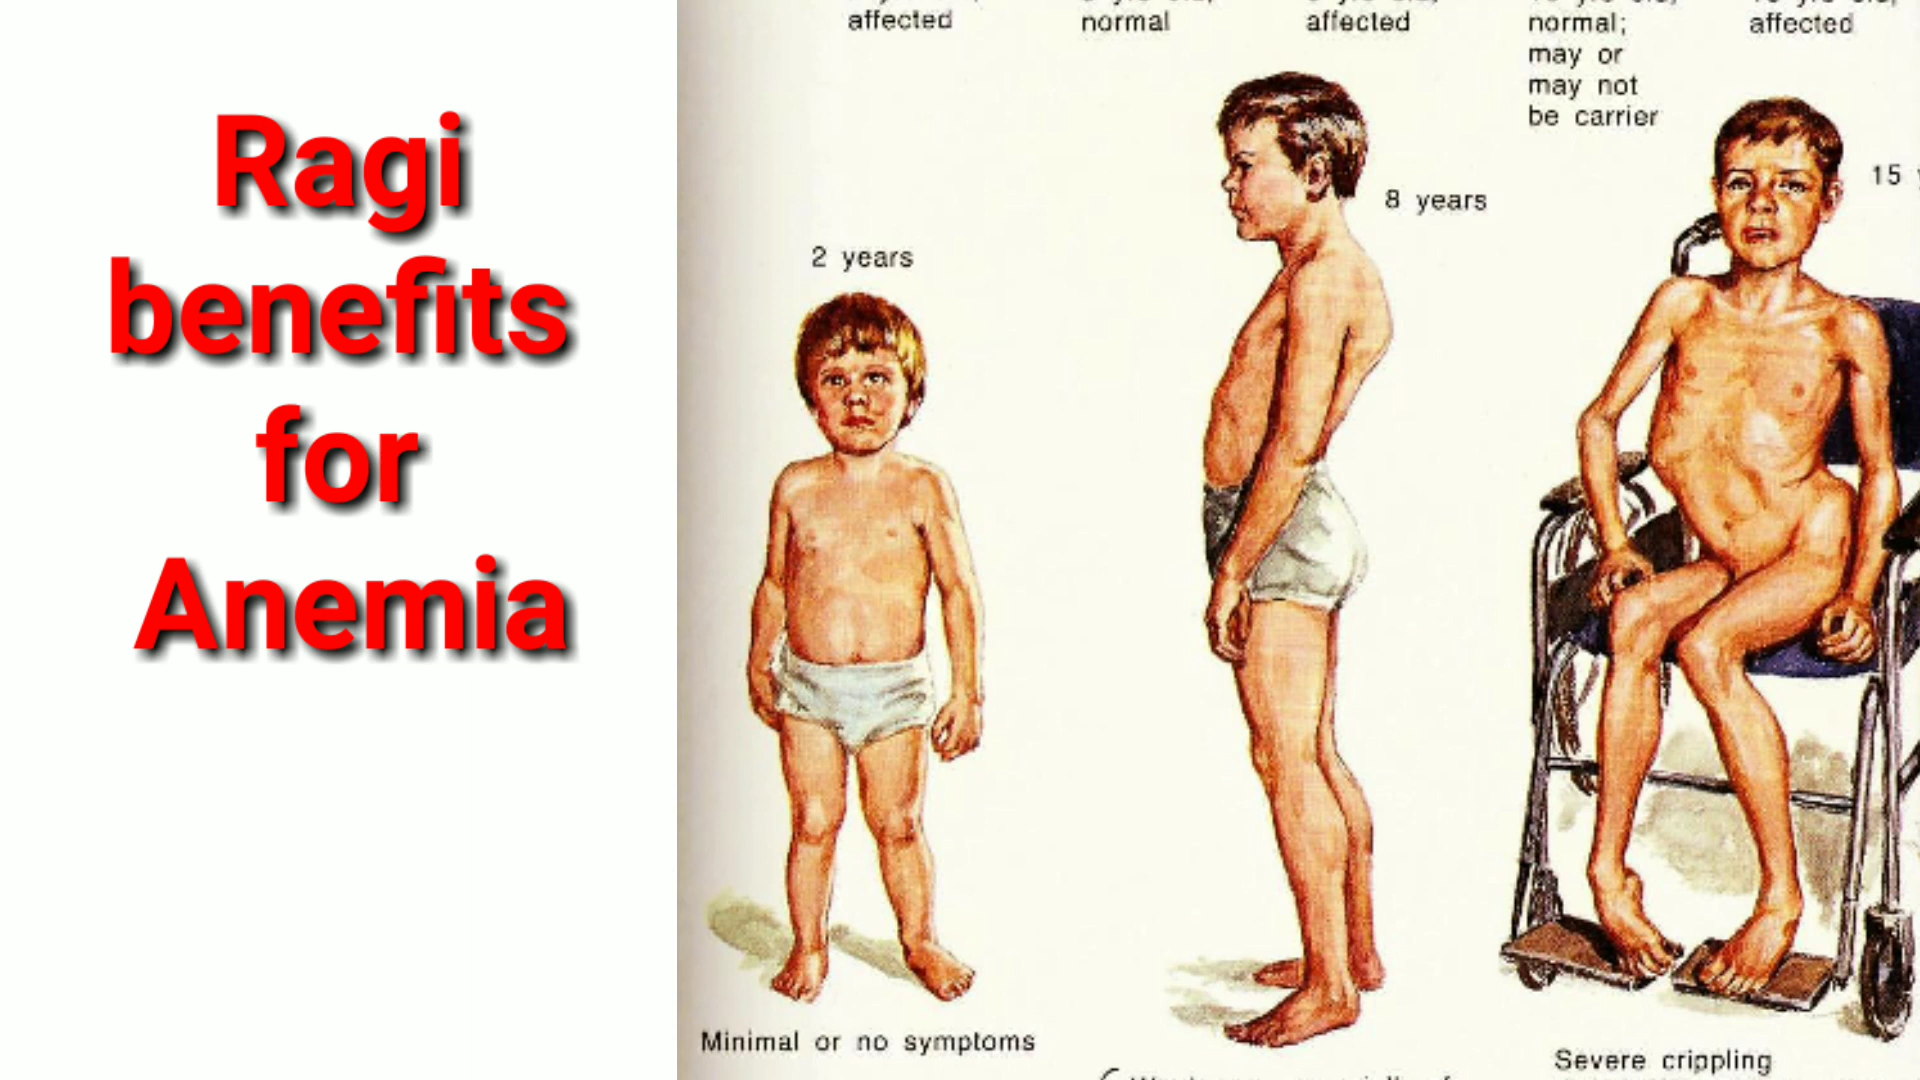 Ragi
benefits
for
Anemia
affected
normal
affected
normal;
may or
may not
be carrier
affected
2 years
8 years
15
Minimal or no symptoms
Severe crippling